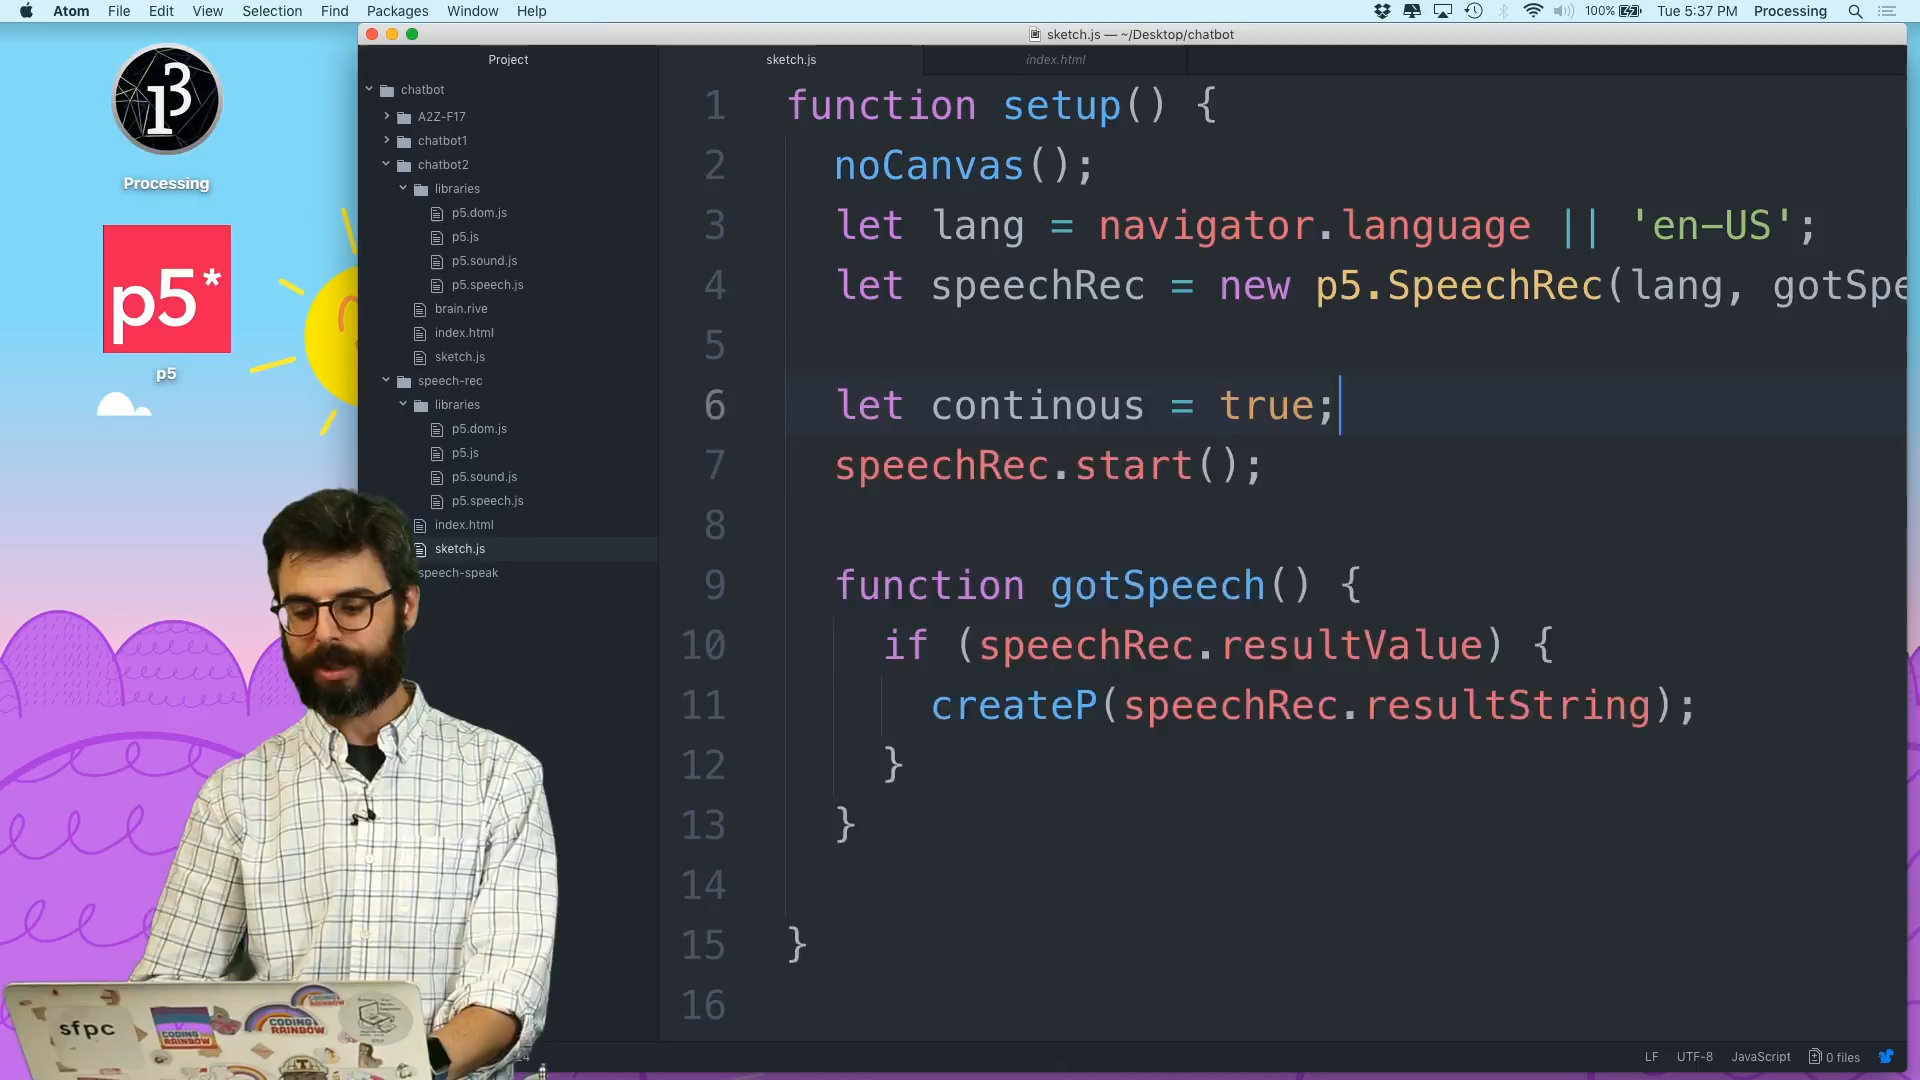 Atom File Edit View Selection Find Packages Window Help 100% Tue 5:37 PM Processing
sketch.js — ~/Desktop/chatbot
Processing
p5*
p5
Project
chatbot
A2Z-F17
chatbot1
chatbot2
libraries
p5.dom.js
p5.js
p5.sound.js
p5.speech.js
brain.rive
index.html
sketch.js
speech-rec
libraries
p5.dom.js
p5.js
p5.sound.js
p5.speech.js
index.html
sketch.js
speech-speak
sketch.js index.html
1 function setup() {
2 noCanvas();
3 let lang = navigator.language || 'en-US';
4 let speechRec = new p5.SpeechRec(lang, gotSpe
5
6 let continous = true;
7 speechRec.start();
8
9 function gotSpeech() {
10 if (speechRec.resultValue) {
11 createP(speechRec.resultString);
12 }
13 }
14
15 }
16
LF UTF-8 JavaScript 0 files
sfpc
CODING RAINBOW
CODING RAINBOW
CODING RAINBOW